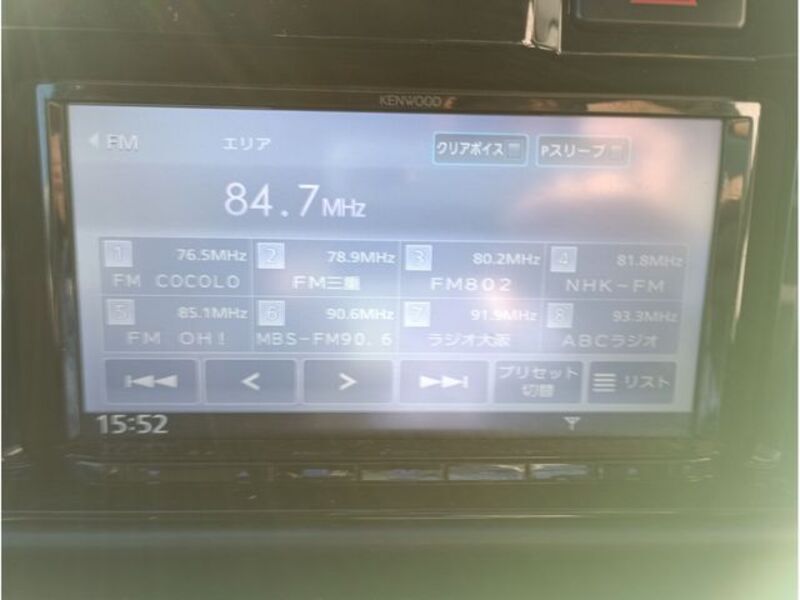 KENWOOD
FM エリア クリアボイス Pスリープ
84.7MHz
1 76.5MHz 2 78.9MHz 3 80.2MHz 4 81.8MHz
FM COCOLO FM三重 FM802 NHK-FM
5 85.1MHz 6 90.6MHz 7 91.9MHz 8 93.3MHz
FM OH! MBS-FM90.6 ラジオ大阪 ABCラジオ
プリセット
切替
リスト
15:52